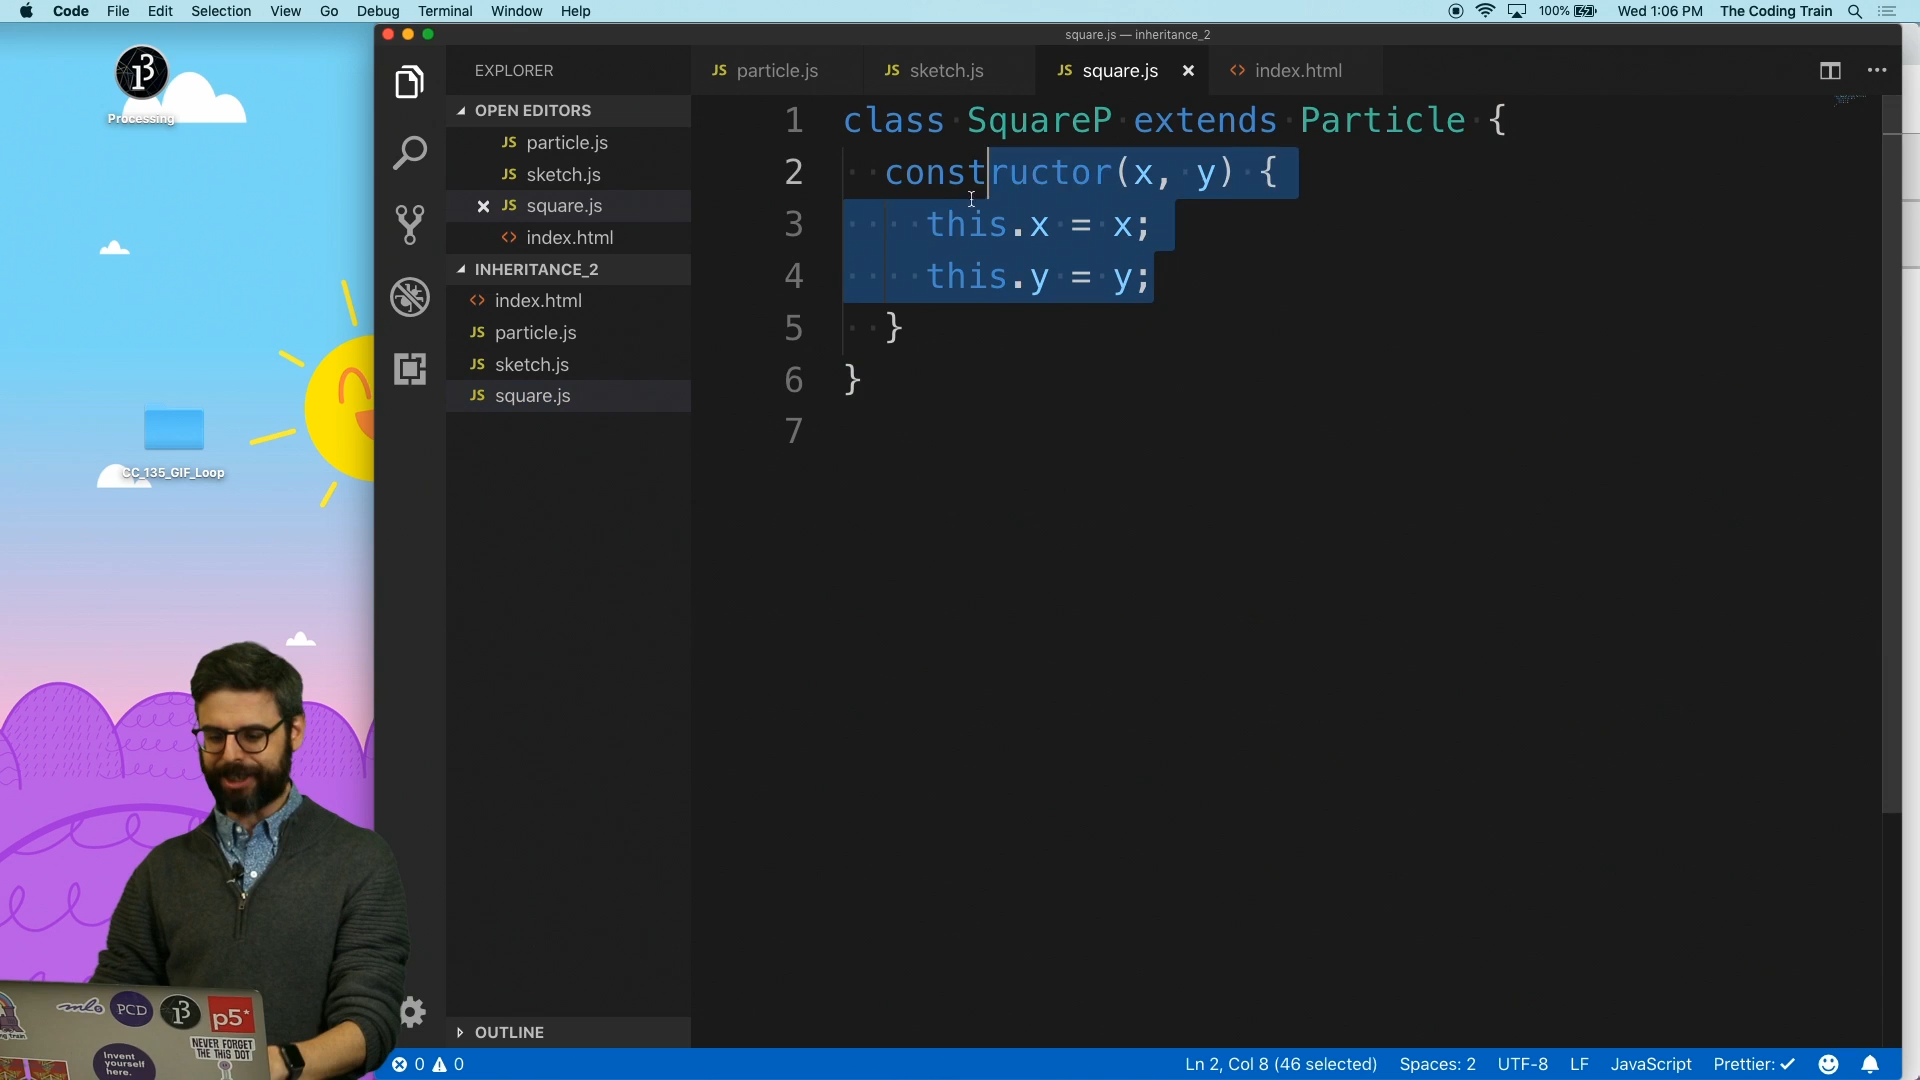 Code File Edit Selection View Go Debug Terminal Window Help
100% Wed 1:06 PM The Coding Train
square.js — inheritance_2
Processing
CC_135_GIF_Loop
EXPLORER
OPEN EDITORS
JS particle.js
JS sketch.js
JS square.js
<> index.html
INHERITANCE_2
<> index.html
JS particle.js
JS sketch.js
JS square.js
OUTLINE
JS particle.js JS sketch.js JS square.js <> index.html
1 class SquareP extends Particle {
2 constructor(x, y) {
3 this.x = x;
4 this.y = y;
5 }
6 }
7
mho PCD p5*
NEVER FORGET
THE THIS DOT
Invent
yourself
here.
0 0 Ln 2, Col 8 (46 selected) Spaces: 2 UTF-8 LF JavaScript Prettier: ✓